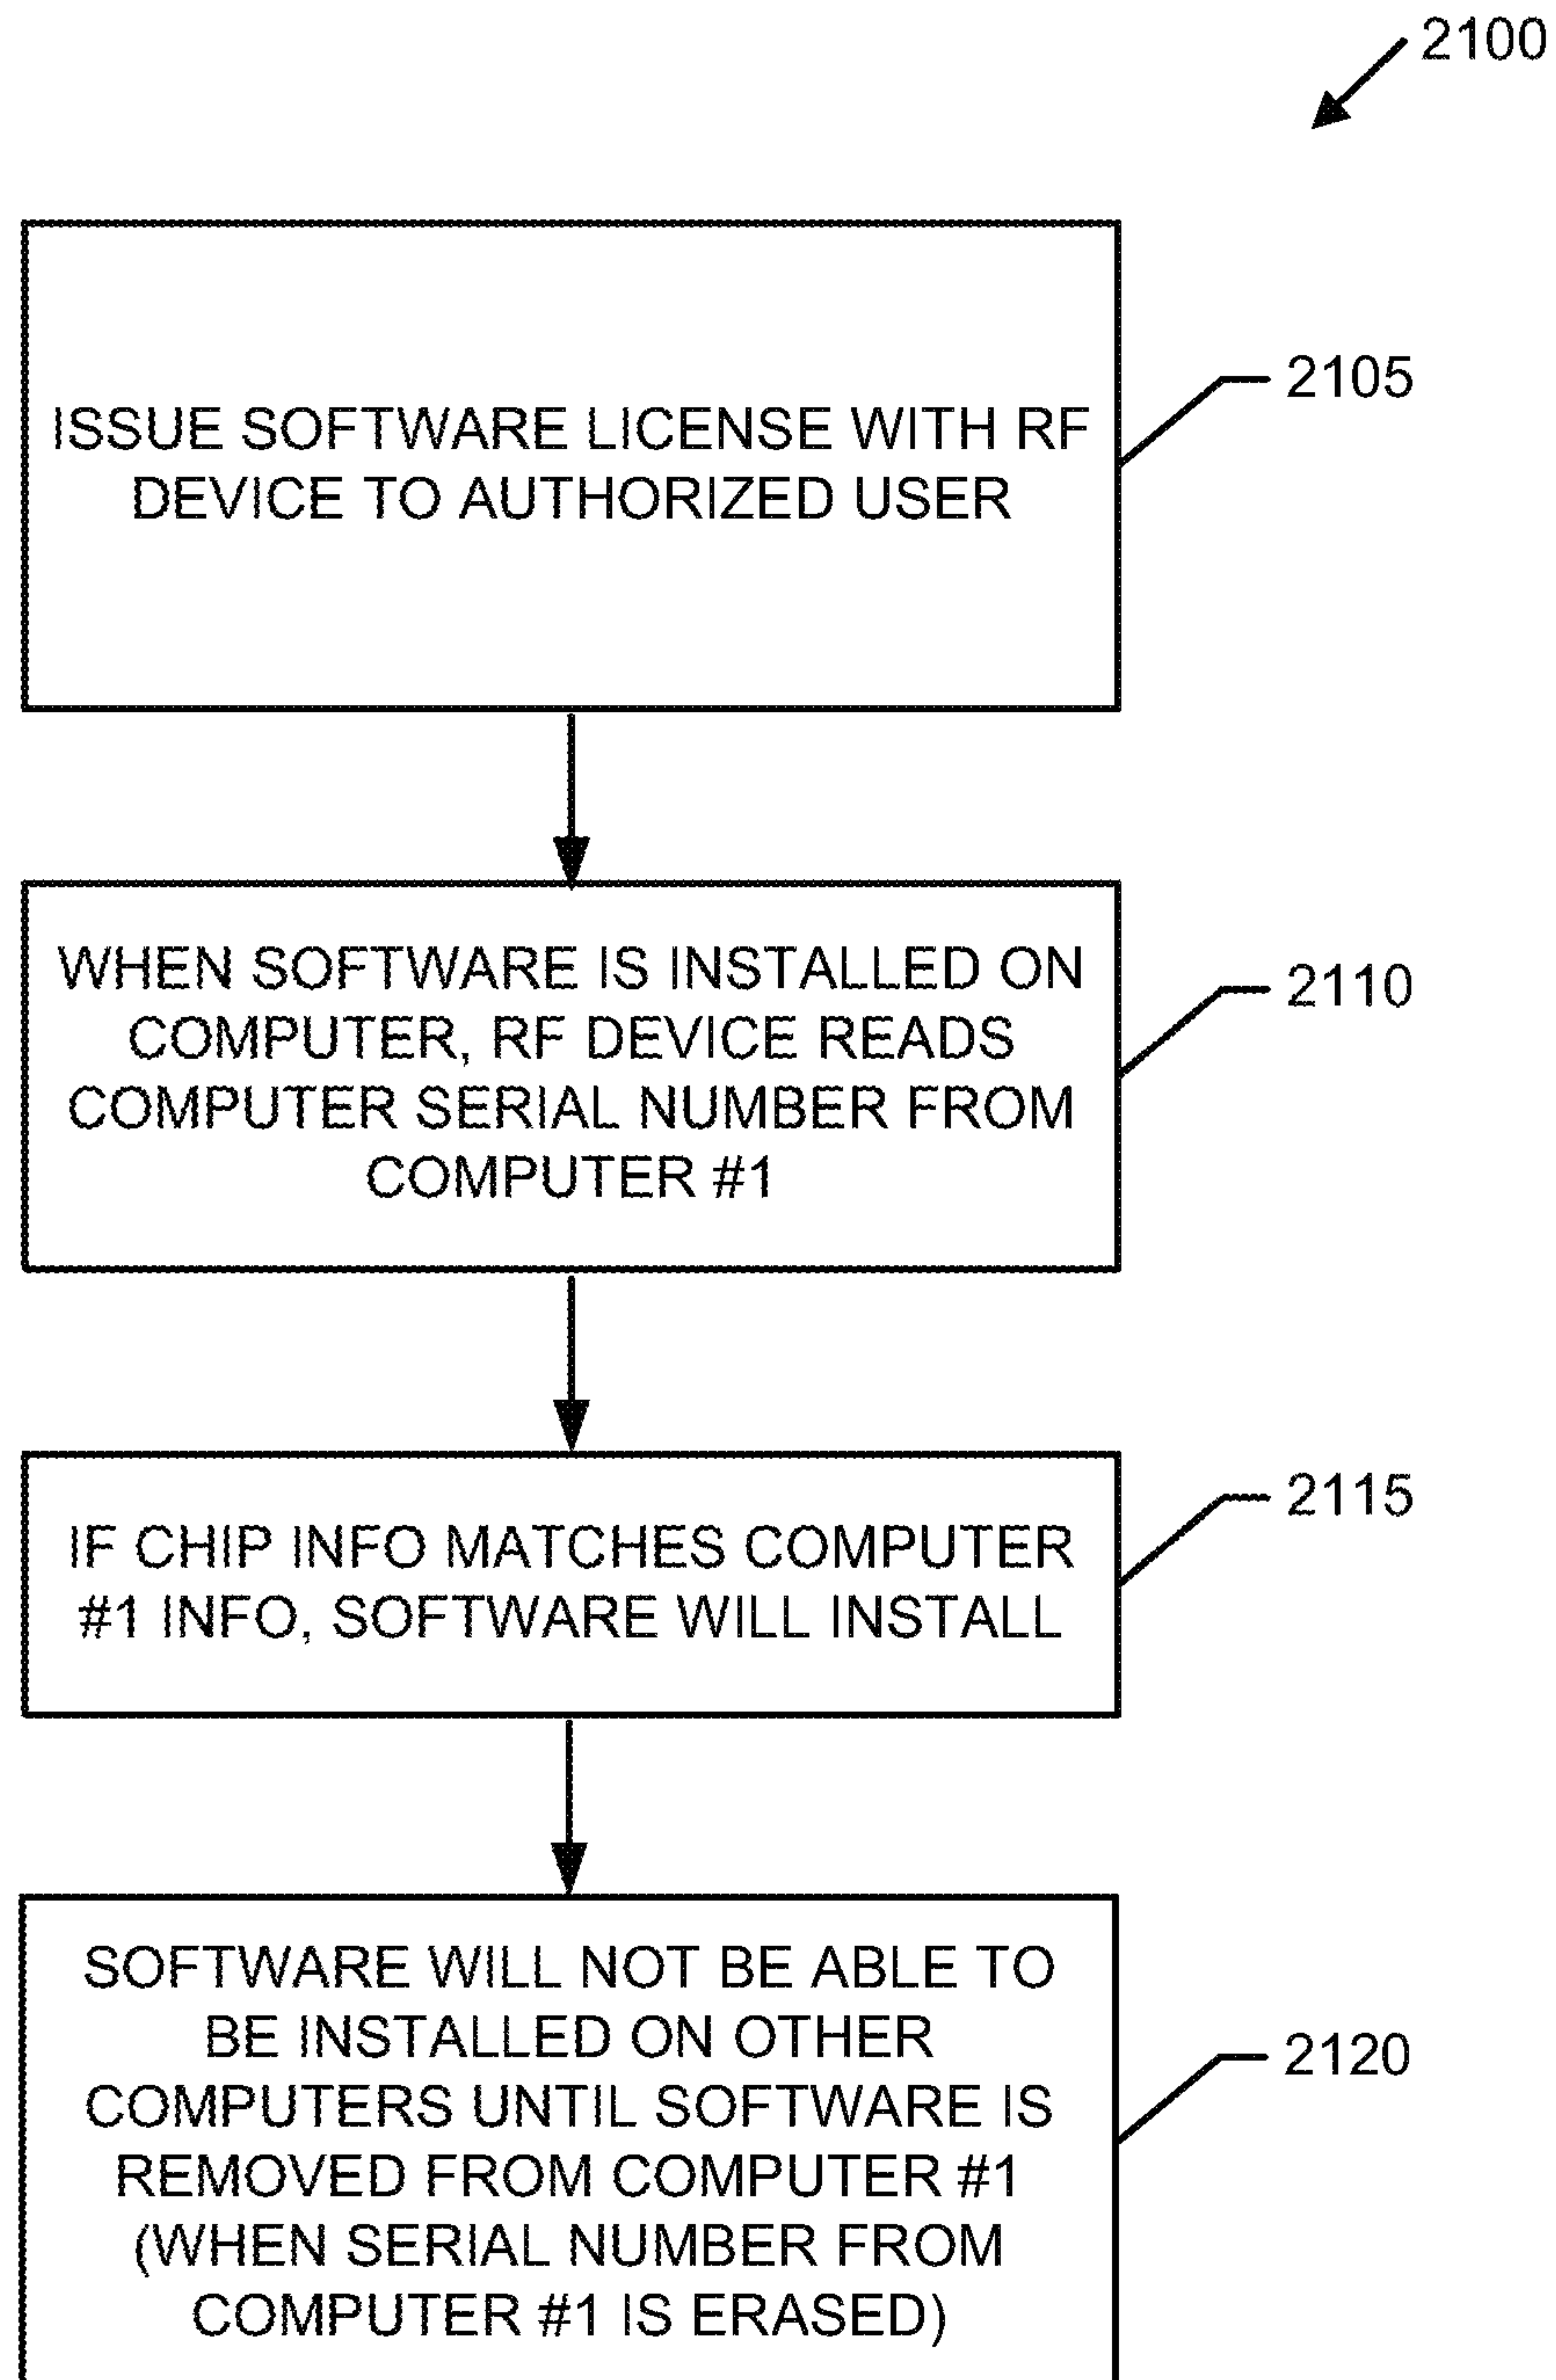 2100
ISSUE SOFTWARE LICENSE WITH RF
DEVICE TO AUTHORIZED USER
2105
WHEN SOFTWARE IS INSTALLED ON
COMPUTER, RF DEVICE READS
COMPUTER SERIAL NUMBER FROM
COMPUTER #1
2110
IF CHIP INFO MATCHES COMPUTER
#1 INFO, SOFTWARE WILL INSTALL
2115
SOFTWARE WILL NOT BE ABLE TO
BE INSTALLED ON OTHER
COMPUTERS UNTIL SOFTWARE IS
REMOVED FROM COMPUTER #1
(WHEN SERIAL NUMBER FROM
COMPUTER #1 IS ERASED)
2120